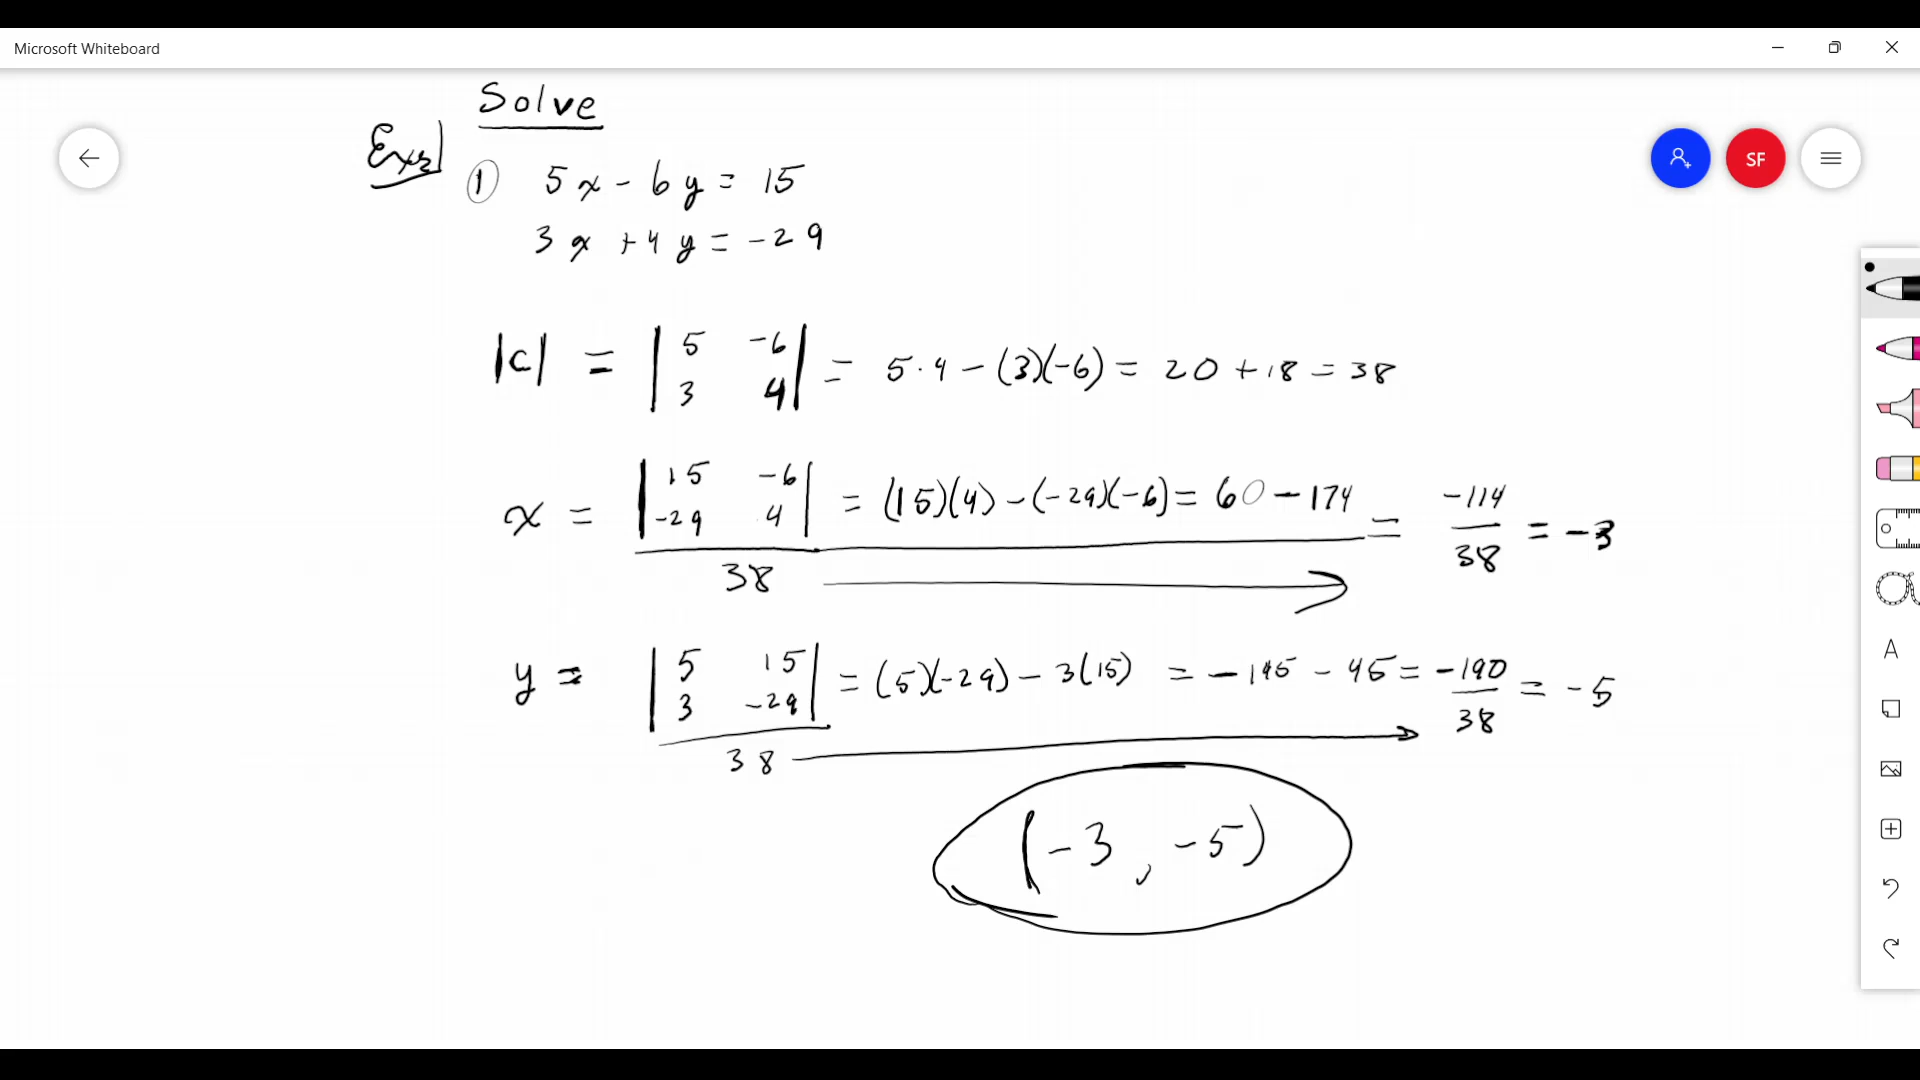 Microsoft Whiteboard
Solve
SF
① 5x - 6y = 15
3x + 4y = -29
|C| = | 5 -6 | = 5·4 - (3)(-6) = 20 + 18 = 38
| 3 4 |
x = | 15 -6 | = (15)(4) - (-29)(-6) = 60 - 174 = -114 = -3
| -29 4 |
38 38
y = | 5 15 | = (5)(-29) - 3(15) = -145 - 45 = -190 = -5
| 3 -29 |
38 38
(-3, -5)
A